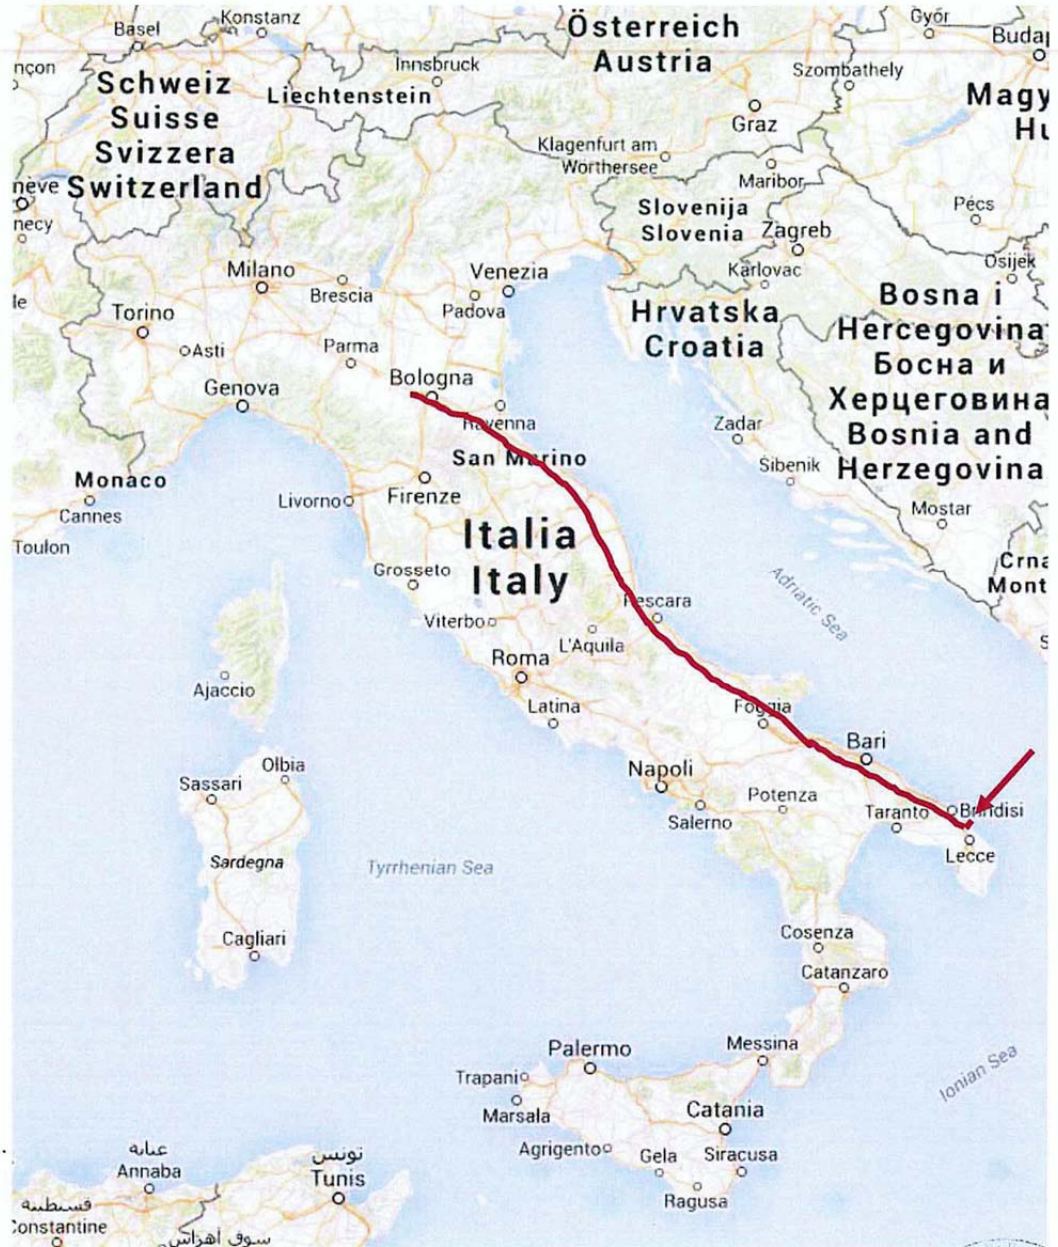 Basel
Konstanz
Österreich
Austria
Győr
Budap
nçon
Schweiz
Suisse
Svizzera
Switzerland
Liechtenstein
Innsbruck
Szombathely
Graz
Magy
Hu
Klagenfurt am
Wörthersee
Maribor
nève
necy
Slovenija
Slovenia
Zagreb
Pécs
Milano
Brescia
Venezia
Padova
Karlovac
Osijek
le
Torino
Asti
Parma
Hrvatska
Croatia
Bosna i
Hercegovina
Босна и
Херцеговина
Bosnia and
Herzegovina
Genova
Bologna
Ravenna
San Marino
Zadar
Šibenik
Monaco
Cannes
Toulon
Livorno
Firenze
Mostar
Italia
Italy
Crna
Mont
Grosseto
Adriatic Sea
Viterbo
Pescara
L'Aquila
S
Roma
Ajaccio
Latina
Foggia
Bari
Olbia
Sassari
Napoli
Salerno
Potenza
Taranto
Brindisi
Lecce
Sardegna
Tyrrhenian Sea
Cagliari
Cosenza
Catanzaro
Palermo
Messina
Ionian Sea
Trapani
Marsala
Catania
Agrigento
Gela
Siracusa
Ragusa
عنابة
Annaba
تونس
Tunis
قسنطينة
Constantine
سوق أهراس